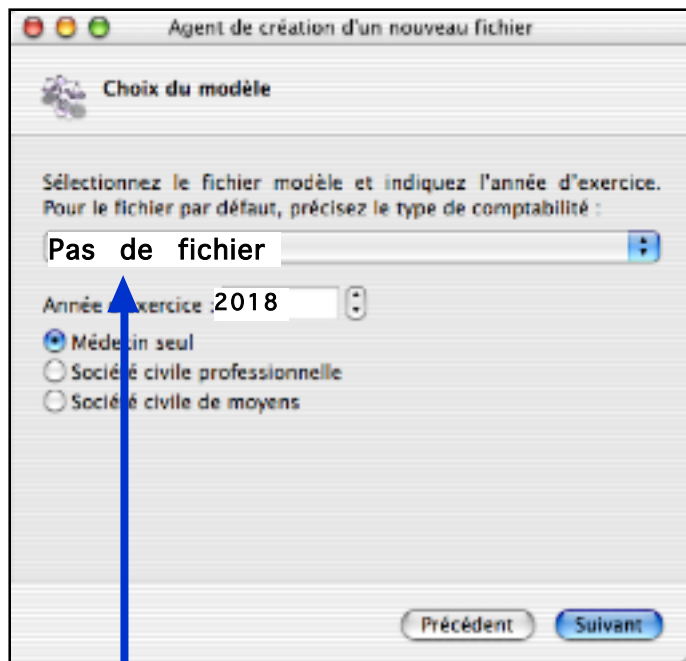 Agent de création d'un nouveau fichier
Choix du modèle
Sélectionnez le fichier modèle et indiquez l'année d'exercice.
Pour le fichier par défaut, précisez le type de comptabilité :
Pas de fichier
Année d'exercice : 2018
Médecin seul
Société civile professionnelle
Société civile de moyens
Précédent Suivant